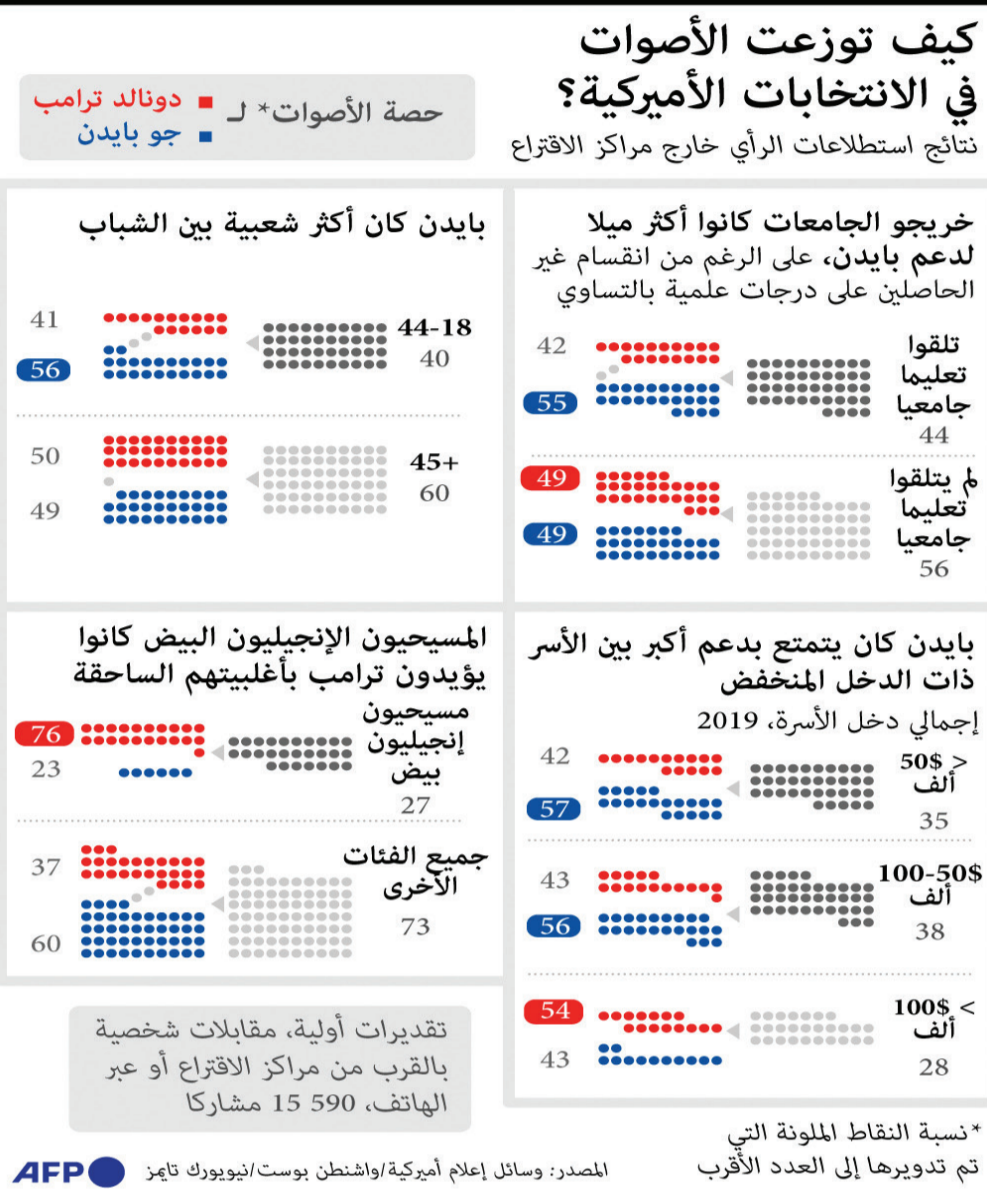 كيف توزعت الأصوات
في الانتخابات الأميركية؟
نتائج استطلاعات الرأي خارج مراكز الاقتراع
حصة الأصوات* لـ
دونالد ترامب
جو بايدن
خريجو الجامعات كانوا أكثر ميلا
لدعم بايدن، على الرغم من انقسام غير
الحاصلين على درجات علمية بالتساوي
تلقوا
تعليما
جامعيا
44
42
55
لم يتلقوا
تعليما
جامعيا
56
49
49
بايدن كان أكثر شعبية بين الشباب
44-18
40
41
56
45+
60
50
49
بايدن كان يتمتع بدعم أكبر بين الأسر
ذات الدخل المنخفض
إجمالي دخل الأسرة، 2019
< 50$
ألف
35
42
57
100-50$
ألف
38
43
56
> 100$
ألف
28
54
43
المسيحيون الإنجيليون البيض كانوا
يؤيدون ترامب بأغلبيتهم الساحقة
مسيحيون
إنجيليون
بيض
27
76
23
جميع الفئات
الأخرى
73
37
60
تقديرات أولية، مقابلات شخصية
بالقرب من مراكز الاقتراع أو عبر
الهاتف، 590 15 مشاركا
*نسبة النقاط الملونة التي
تم تدويرها إلى العدد الأقرب
المصدر: وسائل إعلام أميركية/واشنطن بوست/نيويورك تايمز
AFP